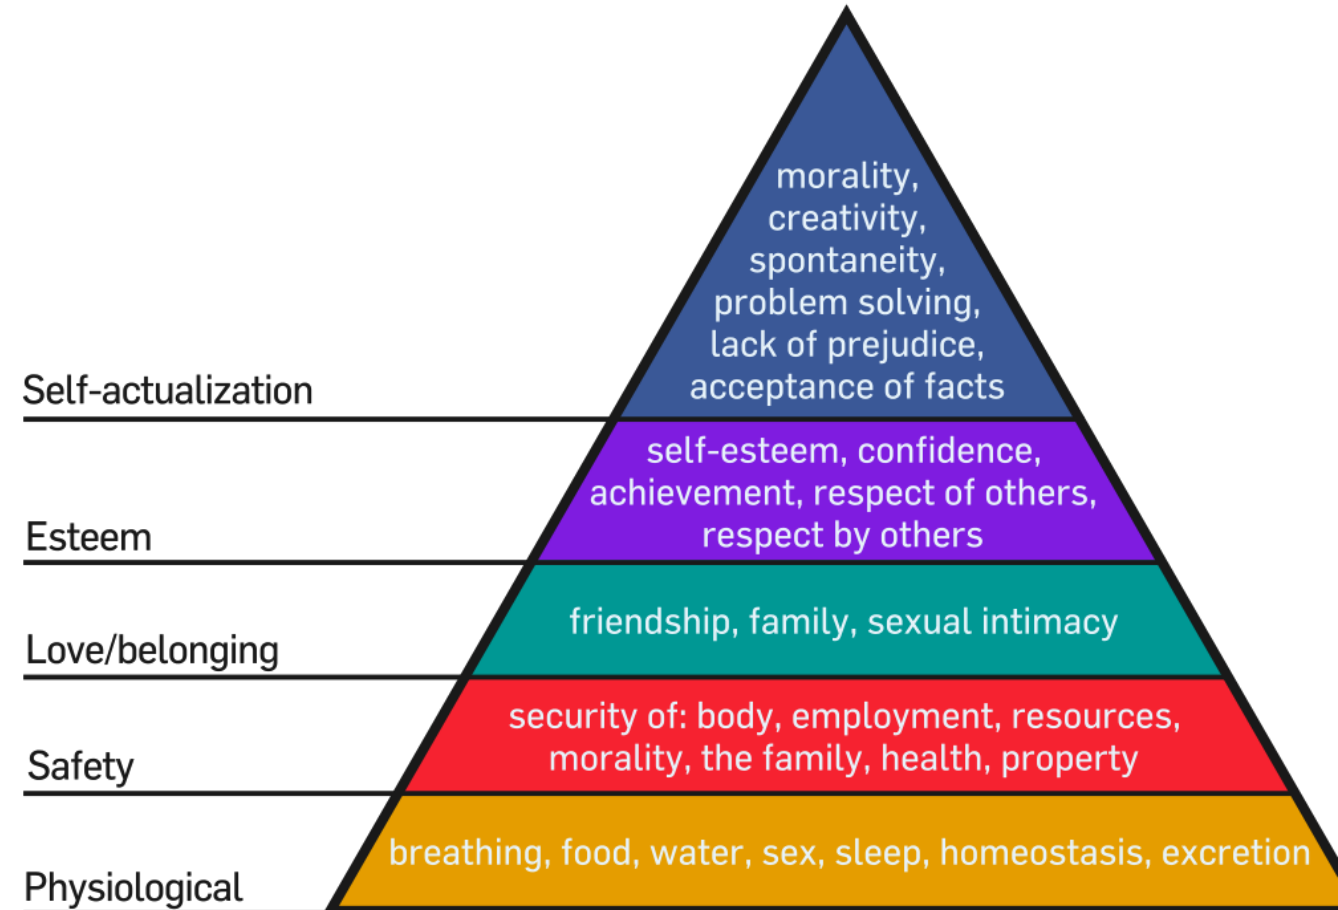 morality,
creativity,
spontaneity,
problem solving,
lack of prejudice,
acceptance of facts
Self-actualization
self-esteem, confidence,
achievement, respect of others,
respect by others
Esteem
friendship, family, sexual intimacy
Love/belonging
security of: body, employment, resources,
morality, the family, health, property
Safety
breathing, food, water, sex, sleep, homeostasis, excretion
Physiological